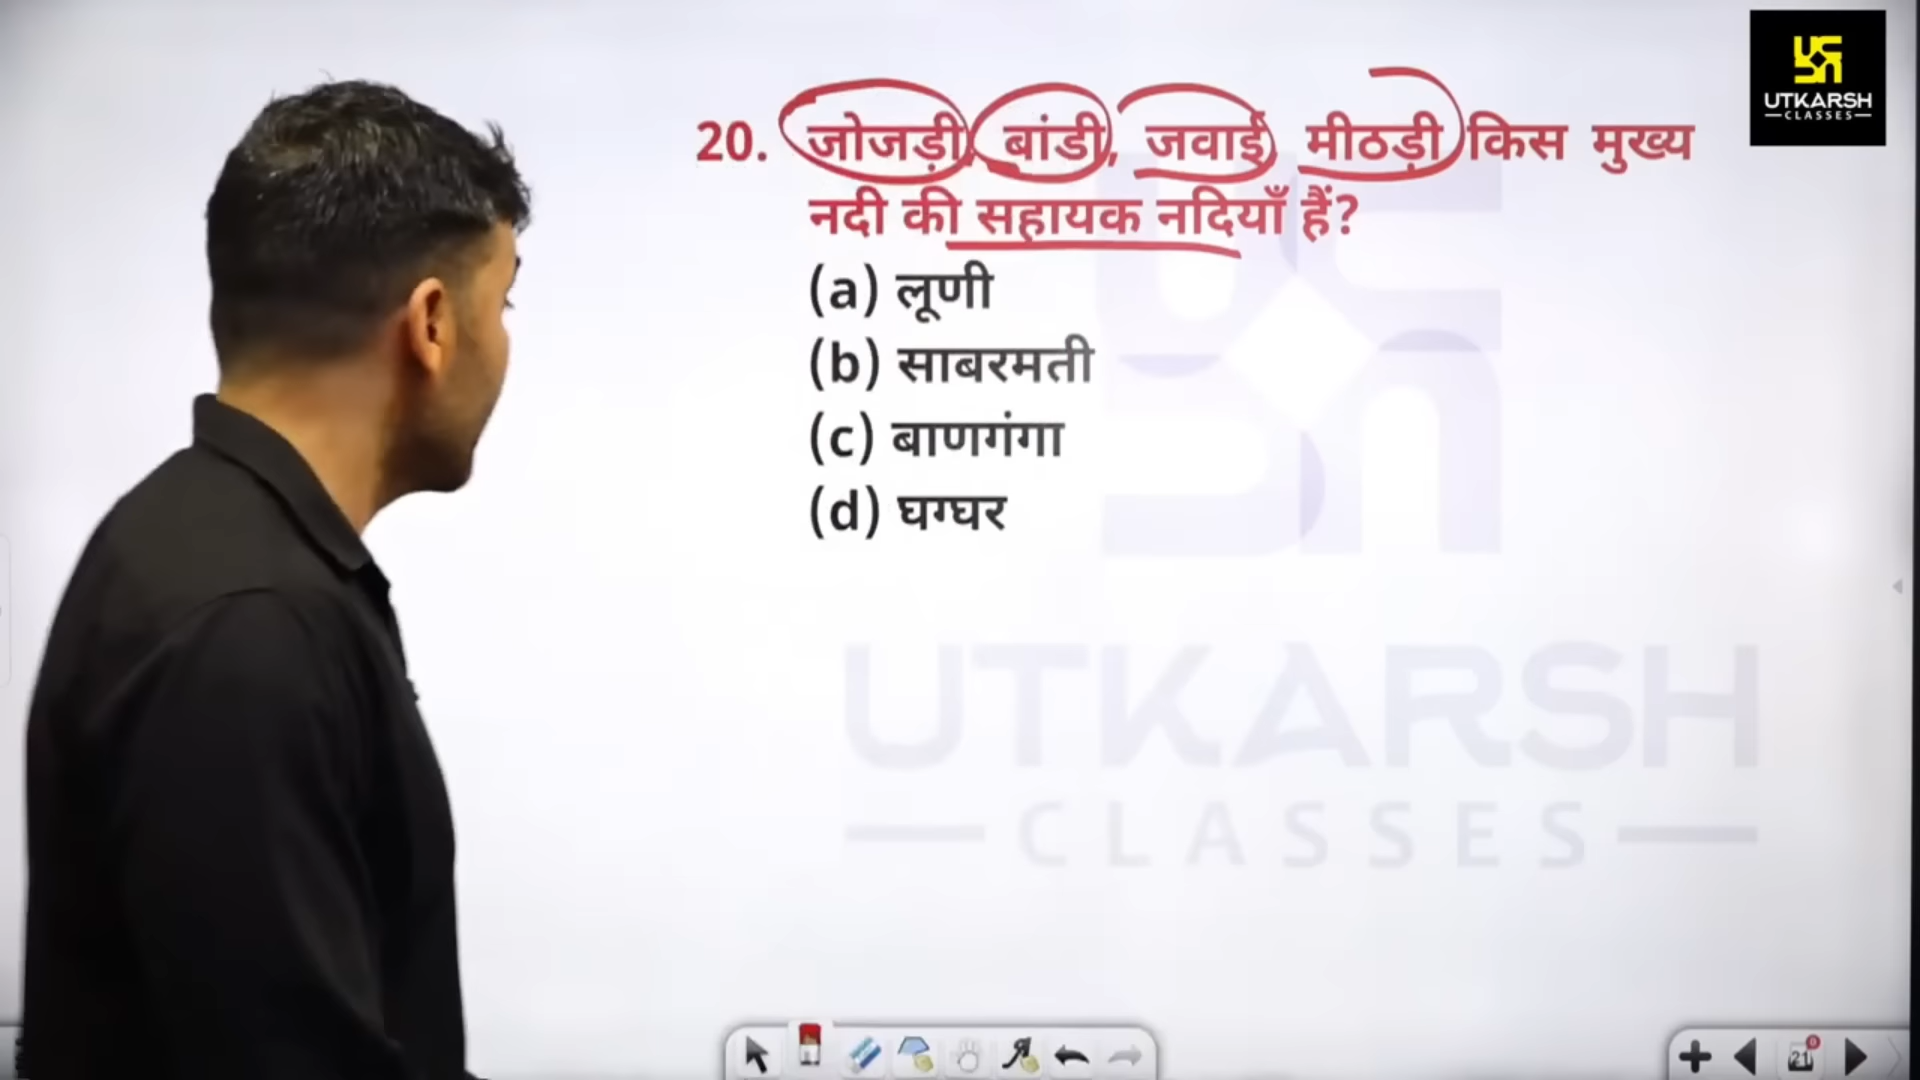 UTKARSH
CLASSES
20. जोजड़ी, बांडी, जवाई, मीठड़ी किस मुख्य
नदी की सहायक नदियाँ हैं?
(a) लूणी
(b) साबरमती
(c) बाणगंगा
(d) घग्घर
UTKARSH
CLASSES
21